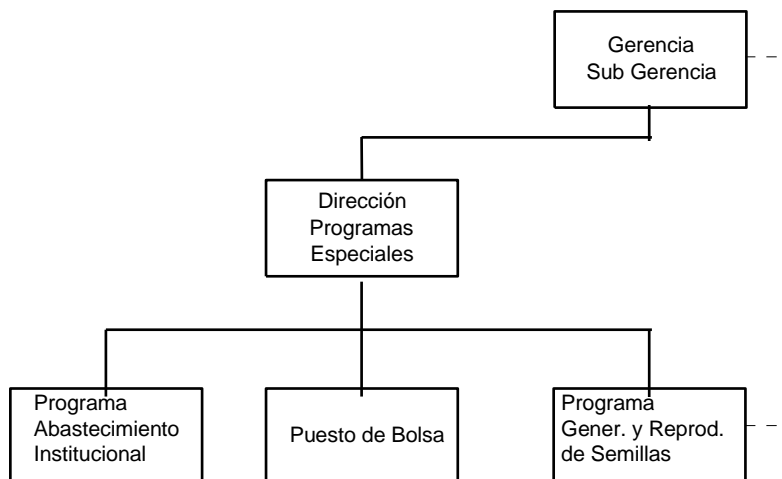 Gerencia
Sub Gerencia
Dirección
Programas
Especiales
Programa
Abastecimiento
Institucional
Puesto de Bolsa
Programa
Gener. y Reprod.
de Semillas